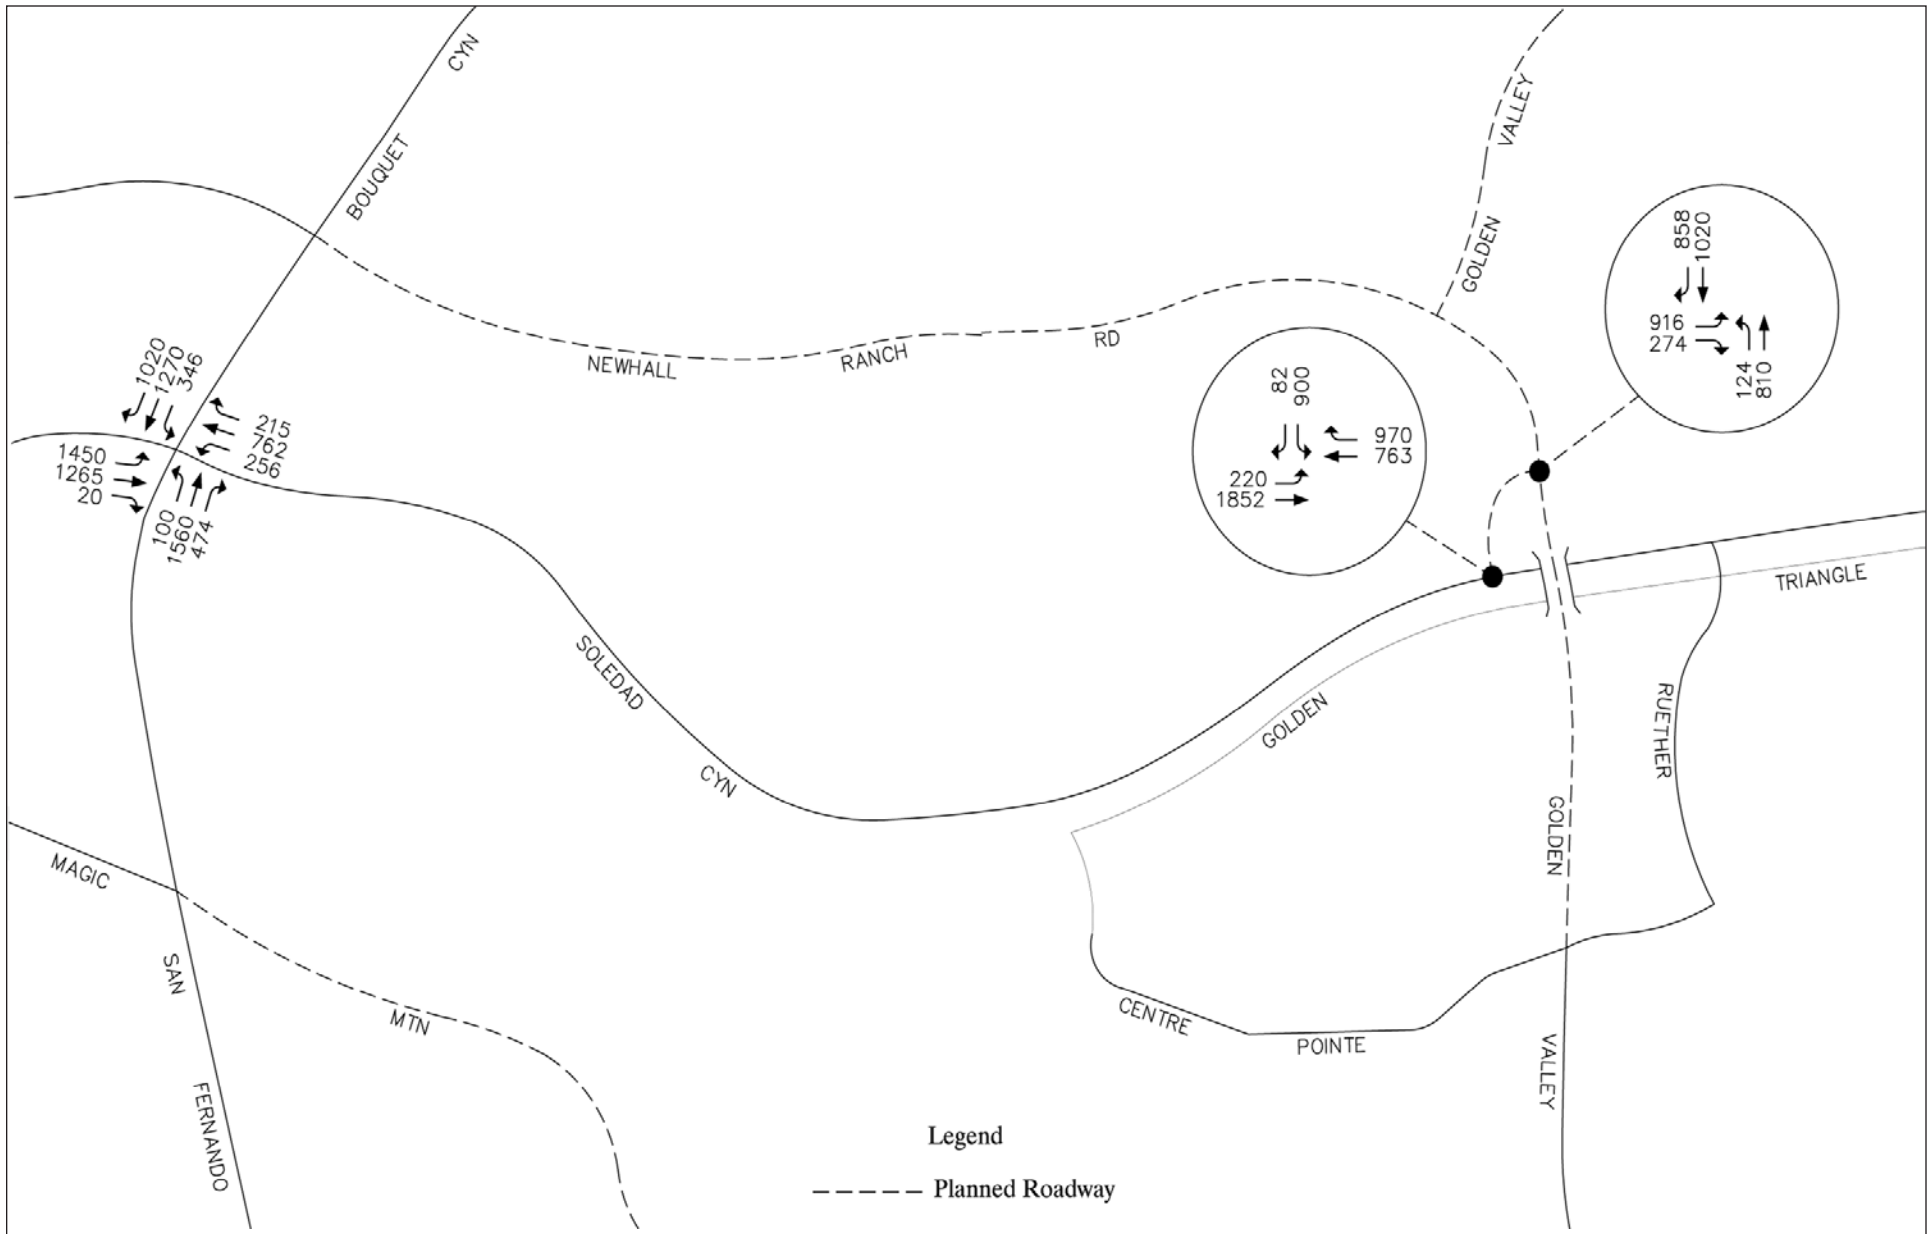 CYN
BOUQUET
VALLEY
GOLDEN
858
1020
916
274
124
810
NEWHALL RANCH RD
82
900
970
763
220
1852
1020
1270
346
215
762
256
1450
1265
20
100
1560
474
SOLEDAD
CYN
GOLDEN
TRIANGLE
RUETHER
GOLDEN
VALLEY
MAGIC
MTN
SAN
FERNANDO
CENTRE
POINTE
Legend
Planned Roadway